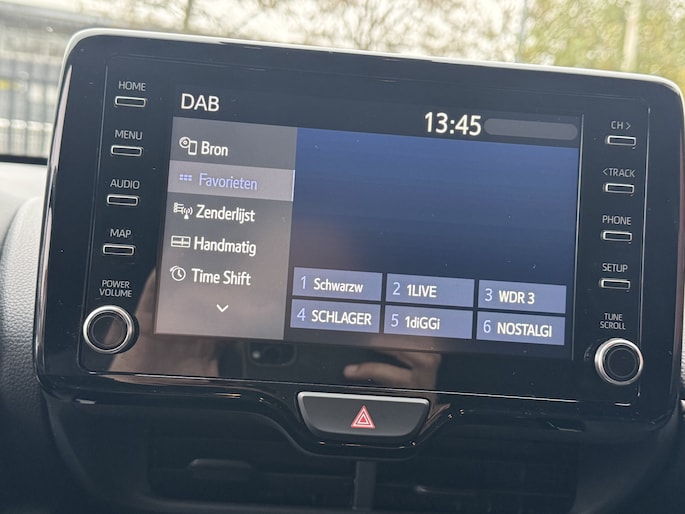 HOME
MENU
AUDIO
MAP
POWER
VOLUME
DAB
13:45
Bron
Favorieten
Zenderlijst
Handmatig
Time Shift
1 Schwarzw
2 1LIVE
3 WDR 3
4 SCHLAGER
5 1diGGi
6 NOSTALGI
CH >
< TRACK
PHONE
SETUP
TUNE
SCROLL